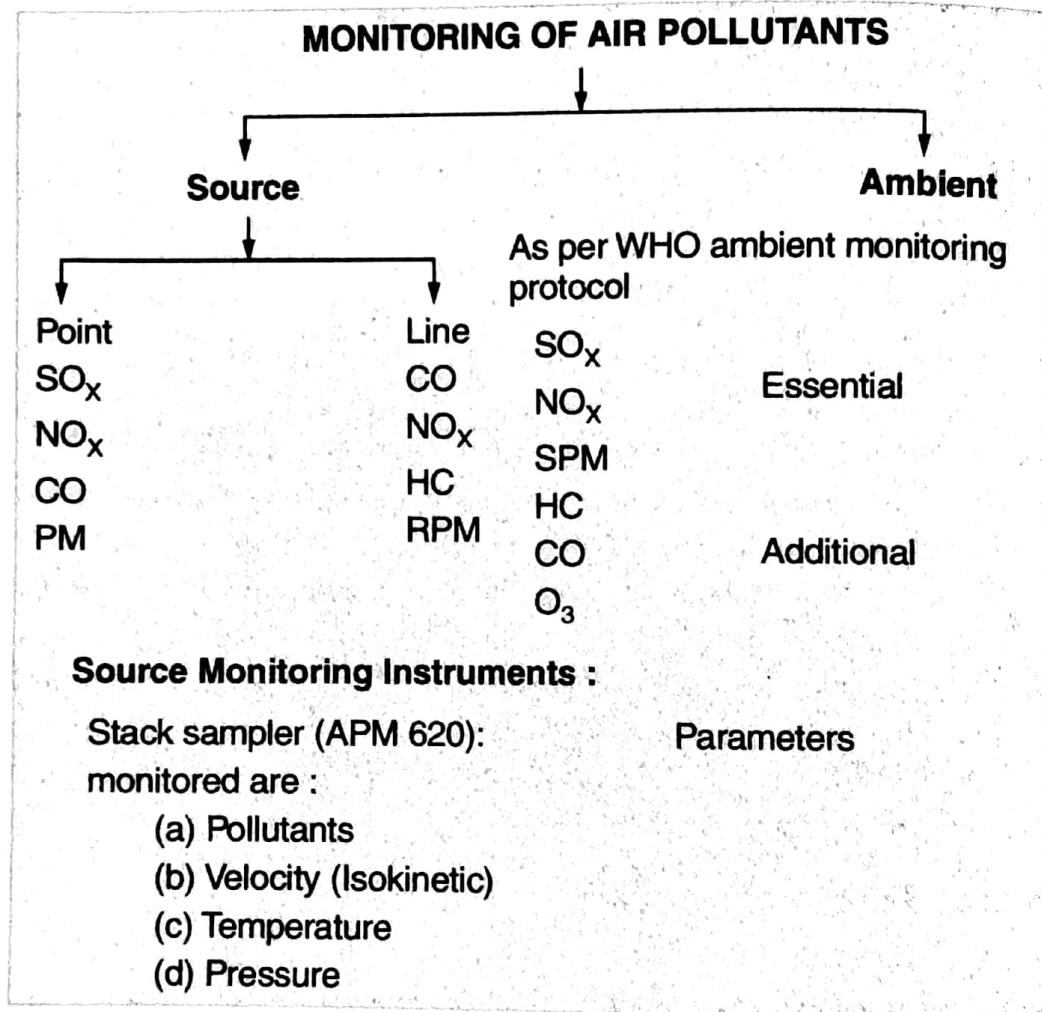 MONITORING OF AIR POLLUTANTS
Source
Ambient
As per WHO ambient monitoring
protocol
Point
SOX
NOX
CO
PM
Line
CO
NOX
HC
RPM
SOX
NOX
SPM
HC
CO
O3
Essential
Additional
Source Monitoring Instruments :
Stack sampler (APM 620): Parameters
monitored are :
(a) Pollutants
(b) Velocity (Isokinetic)
(c) Temperature
(d) Pressure